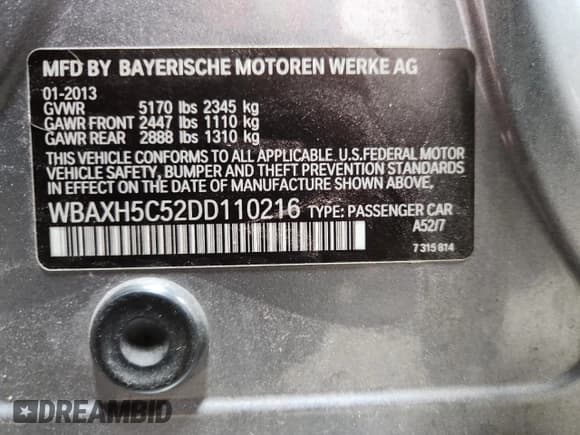 MFD BY BAYERISCHE MOTOREN WERKE AG
01-2013
GVWR 5170 lbs 2345 kg
GAWR FRONT 2447 lbs 1110 kg
GAWR REAR 2888 lbs 1310 kg
THIS VEHICLE CONFORMS TO ALL APPLICABLE U.S.FEDERAL MOTOR
VEHICLE SAFETY, BUMPER AND THEFT PREVENTION STANDARDS
IN EFFECT ON THE DATE OF MANUFACTURE SHOWN ABOVE.
WBAXH5C52DD110216 TYPE: PASSENGER CAR
A52/7
7 315 814
DREAMBID